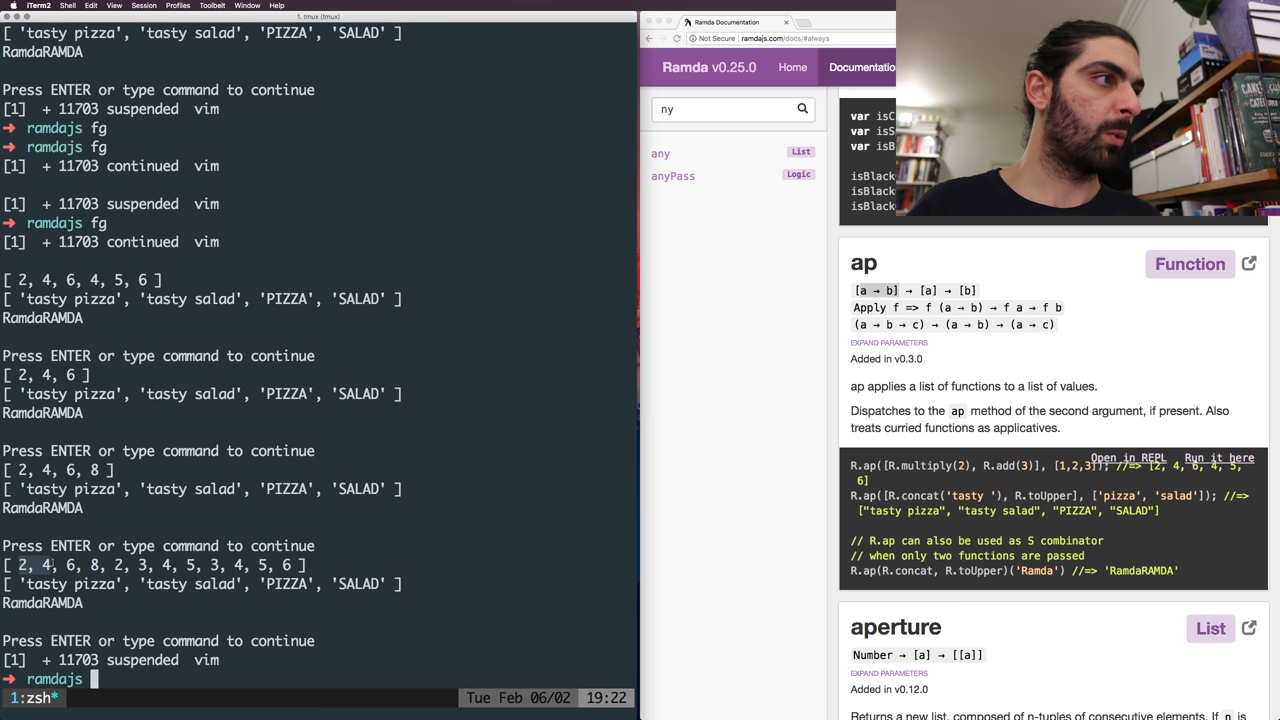 iTerm2 Shell Edit View Session Profiles Toolbelt Window Help
1. tmux (tmux)
[ 'tasty pizza', 'tasty salad', 'PIZZA', 'SALAD' ]
RamdaRAMDA
Press ENTER or type command to continue
[1]  + 11703 suspended  vim
➜  ramdajs fg
➜  ramdajs fg
[1]  + 11703 continued  vim
[1]  + 11703 suspended  vim
➜  ramdajs fg
[1]  + 11703 continued  vim
[ 2, 4, 6, 4, 5, 6 ]
[ 'tasty pizza', 'tasty salad', 'PIZZA', 'SALAD' ]
RamdaRAMDA
Press ENTER or type command to continue
[ 2, 4, 6 ]
[ 'tasty pizza', 'tasty salad', 'PIZZA', 'SALAD' ]
RamdaRAMDA
Press ENTER or type command to continue
[ 2, 4, 6, 8 ]
[ 'tasty pizza', 'tasty salad', 'PIZZA', 'SALAD' ]
RamdaRAMDA
Press ENTER or type command to continue
[ 2, 4, 6, 8, 2, 3, 4, 5, 3, 4, 5, 6 ]
[ 'tasty pizza', 'tasty salad', 'PIZZA', 'SALAD' ]
RamdaRAMDA
Press ENTER or type command to continue
[1]  + 11703 suspended  vim
➜  ramdajs
1:zsh* Tue Feb 06/02 19:22
Ramda Documentation
Not Secure ramdajs.com/docs/#always
Ramda v0.25.0 Home Documentatio
ny
any List
anyPass Logic
var isC
var isS
var isB
isBlack
isBlack
isBlack
ap Function
[a → b] → [a] → [b]
Apply f => f (a → b) → f a → f b
(a → b → c) → (a → b) → (a → c)
EXPAND PARAMETERS
Added in v0.3.0
ap applies a list of functions to a list of values.
Dispatches to the ap method of the second argument, if present. Also
treats curried functions as applicatives.
Open in REPL Run it here
R.ap([R.multiply(2), R.add(3)], [1,2,3]); //=> [2, 4, 6, 4, 5,
6]
R.ap([R.concat('tasty '), R.toUpper], ['pizza', 'salad']); //=>
["tasty pizza", "tasty salad", "PIZZA", "SALAD"]
// R.ap can also be used as S combinator
// when only two functions are passed
R.ap(R.concat, R.toUpper)('Ramda') //=> 'RamdaRAMDA'
aperture List
Number → [a] → [[a]]
EXPAND PARAMETERS
Added in v0.12.0
Returns a new list, composed of n-tuples of consecutive elements. If n is